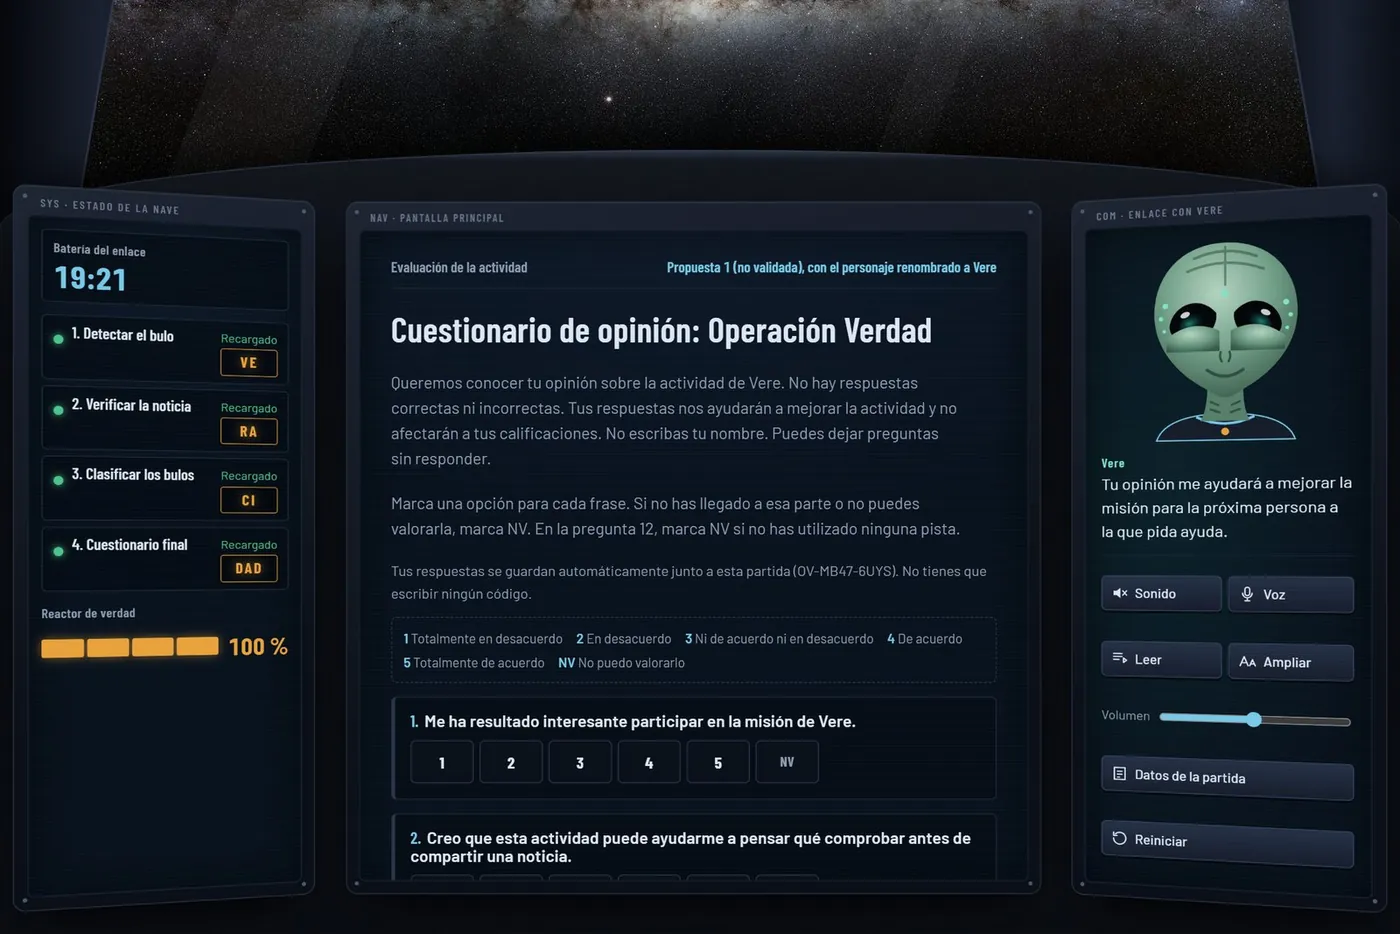 SYS · ESTADO DE LA NAVE
Batería del enlace
19:21
1. Detectar el bulo
Recargado
VE
2. Verificar la noticia
Recargado
RA
3. Clasificar los bulos
Recargado
CI
4. Cuestionario final
Recargado
DAD
Reactor de verdad
100 %
NAV · PANTALLA PRINCIPAL
Evaluación de la actividad
Propuesta 1 (no validada), con el personaje renombrado a Vere
Cuestionario de opinión: Operación Verdad
Queremos conocer tu opinión sobre la actividad de Vere. No hay respuestas
correctas ni incorrectas. Tus respuestas nos ayudarán a mejorar la actividad y no
afectarán a tus calificaciones. No escribas tu nombre. Puedes dejar preguntas
sin responder.
Marca una opción para cada frase. Si no has llegado a esa parte o no puedes
valorarla, marca NV. En la pregunta 12, marca NV si no has utilizado ninguna pista.
Tus respuestas se guardan automáticamente junto a esta partida (OV-MB47-6UYS). No tienes que
escribir ningún código.
1 Totalmente en desacuerdo 2 En desacuerdo 3 Ni de acuerdo ni en desacuerdo 4 De acuerdo
5 Totalmente de acuerdo NV No puedo valorarlo
1. Me ha resultado interesante participar en la misión de Vere.
1 2 3 4 5 NV
2. Creo que esta actividad puede ayudarme a pensar qué comprobar antes de
compartir una noticia.
COM · ENLACE CON VERE
Vere
Tu opinión me ayudará a mejorar la
misión para la próxima persona a
la que pida ayuda.
Sonido
Voz
Leer
Ampliar
Volumen
Datos de la partida
Reiniciar